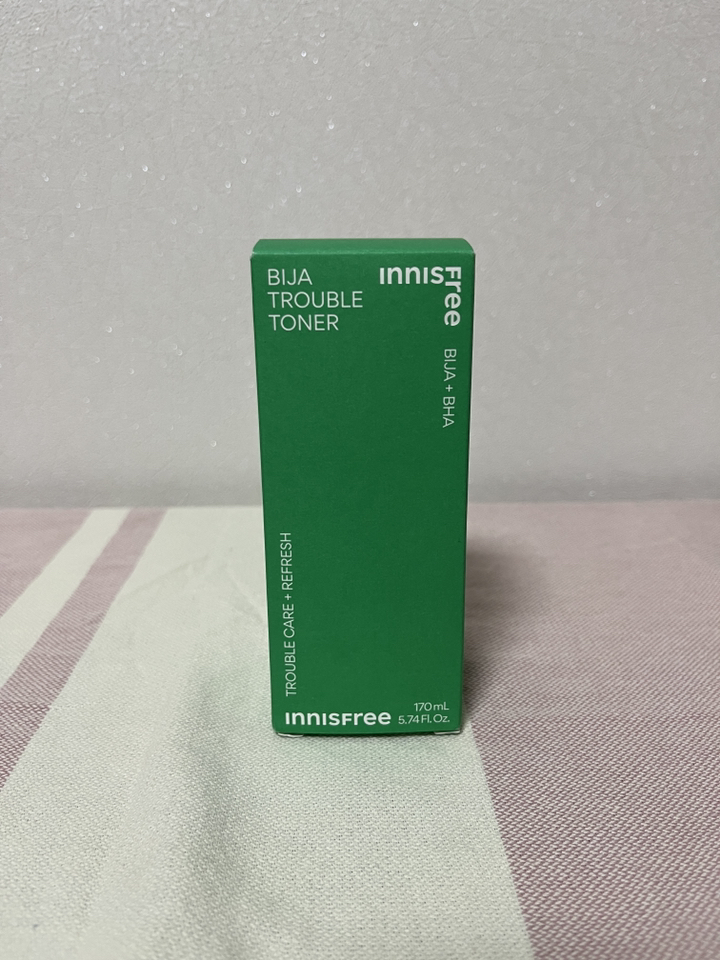 BIJA
TROUBLE
TONER
innisfree
BIJA + BHA
TROUBLE CARE + REFRESH
innisfree
170 mL
5.74 Fl. Oz.